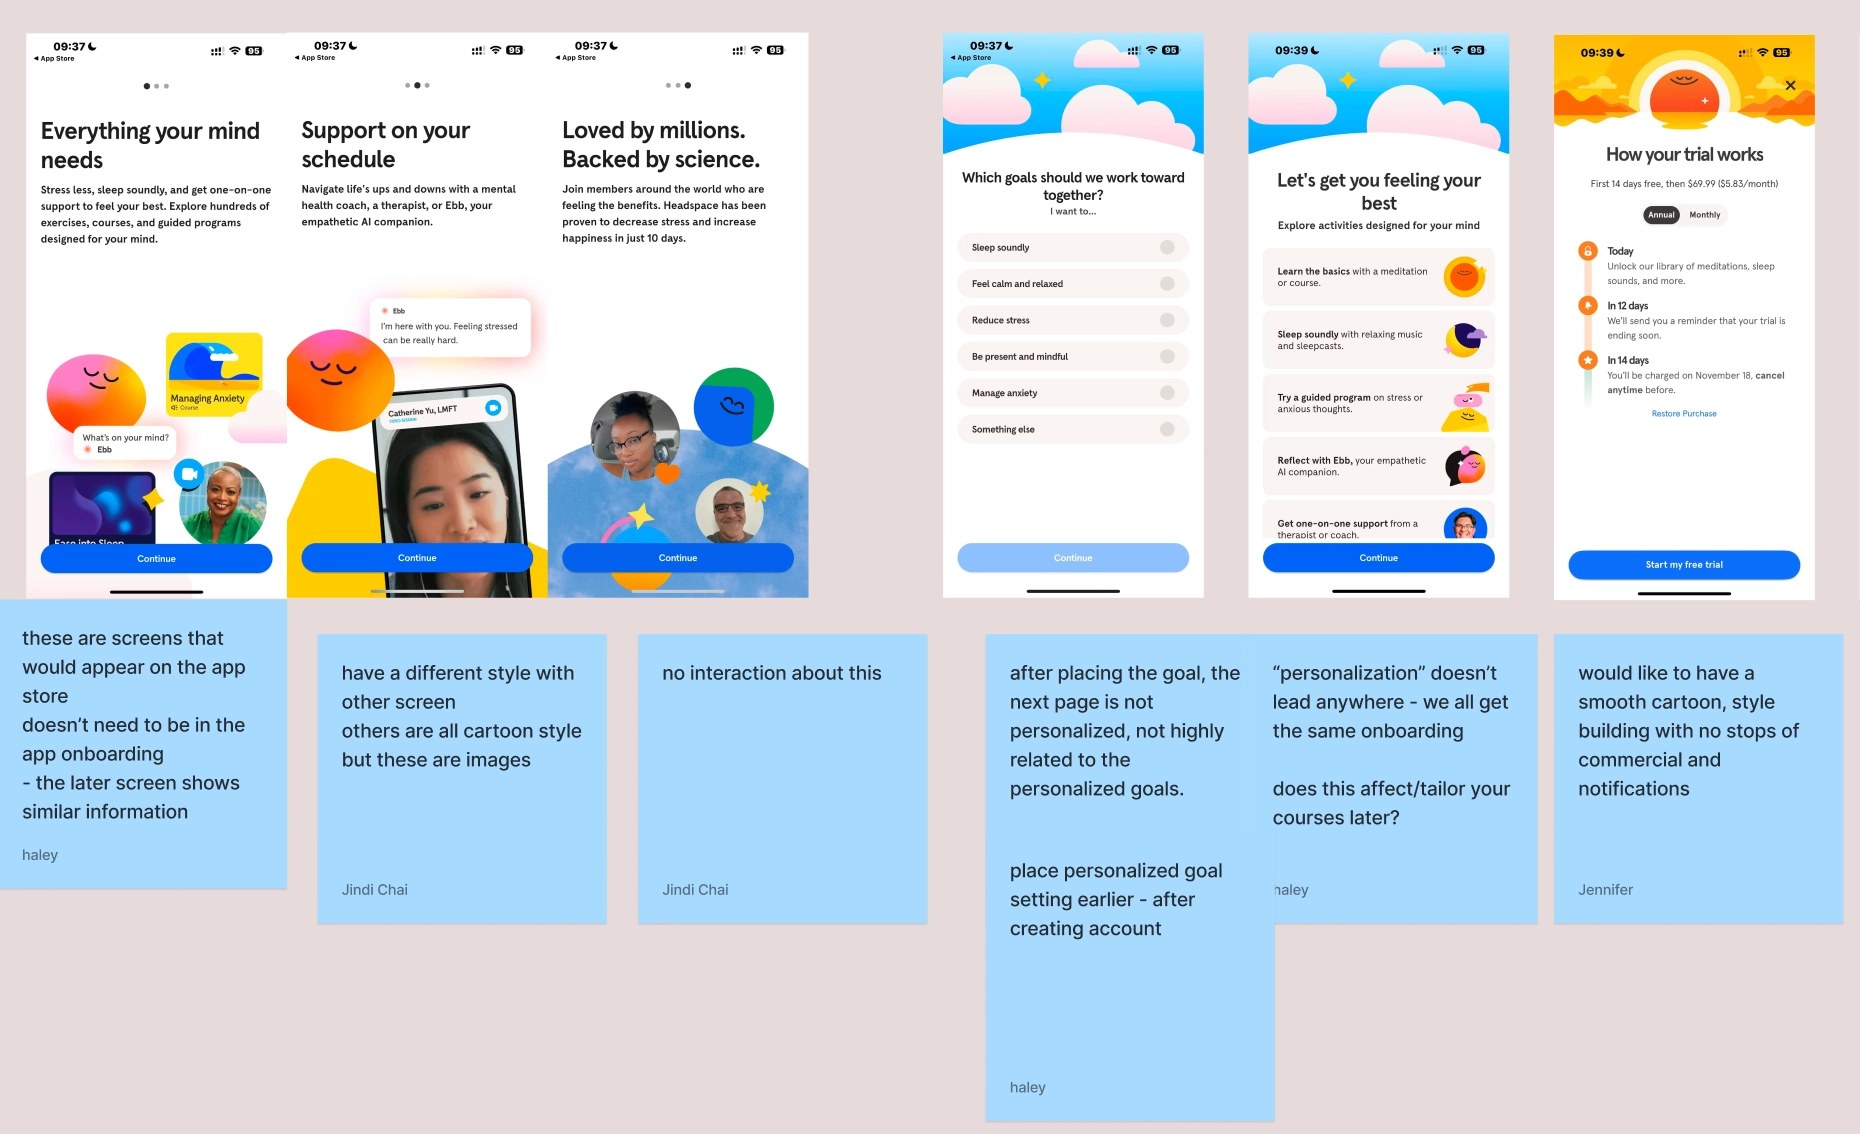 09:37
95
App Store
Everything your mind
needs
Stress less, sleep soundly, and get one-on-one
support to feel your best. Explore hundreds of
exercises, courses, and guided programs
designed for your mind.
Managing Anxiety
Course
What's on your mind?
Ebb
Ease into Sleep
Continue
09:37
95
App Store
Support on your
schedule
Navigate life's ups and downs with a mental
health coach, a therapist, or Ebb, your
empathetic AI companion.
Ebb
I'm here with you. Feeling stressed
can be really hard.
Catherine Yu, LMFT
Continue
09:37
95
App Store
Loved by millions.
Backed by science.
Join members around the world who are
feeling the benefits. Headspace has been
proven to decrease stress and increase
happiness in just 10 days.
Continue
09:37
95
App Store
Which goals should we work toward
together?
I want to...
Sleep soundly
Feel calm and relaxed
Reduce stress
Be present and mindful
Manage anxiety
Something else
Continue
09:39
95
Let's get you feeling your
best
Explore activities designed for your mind
Learn the basics with a meditation
or course.
Sleep soundly with relaxing music
and sleepcasts.
Try a guided program on stress or
anxious thoughts.
Reflect with Ebb, your empathetic
AI companion.
Get one-on-one support from a
therapist or coach.
Continue
09:39
95
How your trial works
First 14 days free, then $69.99 ($5.83/month)
Annual
Monthly
Today
Unlock our library of meditations, sleep
sounds, and more.
In 12 days
We'll send you a reminder that your trial is
ending soon.
In 14 days
You'll be charged on November 18, cancel
anytime before.
Restore Purchase
Start my free trial
these are screens that
would appear on the app
store
doesn't need to be in the
app onboarding
- the later screen shows
similar information
haley
have a different style with
other screen
others are all cartoon style
but these are images
Jindi Chai
no interaction about this
Jindi Chai
after placing the goal, the
next page is not
personalized, not highly
related to the
personalized goals.
place personalized goal
setting earlier - after
creating account
haley
“personalization” doesn't
lead anywhere - we all get
the same onboarding
does this affect/tailor your
courses later?
haley
would like to have a
smooth cartoon, style
building with no stops of
commercial and
notifications
Jennifer